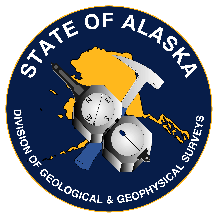 STATE OF ALASKA
DIVISION OF GEOLOGICAL & GEOPHYSICAL SURVEYS